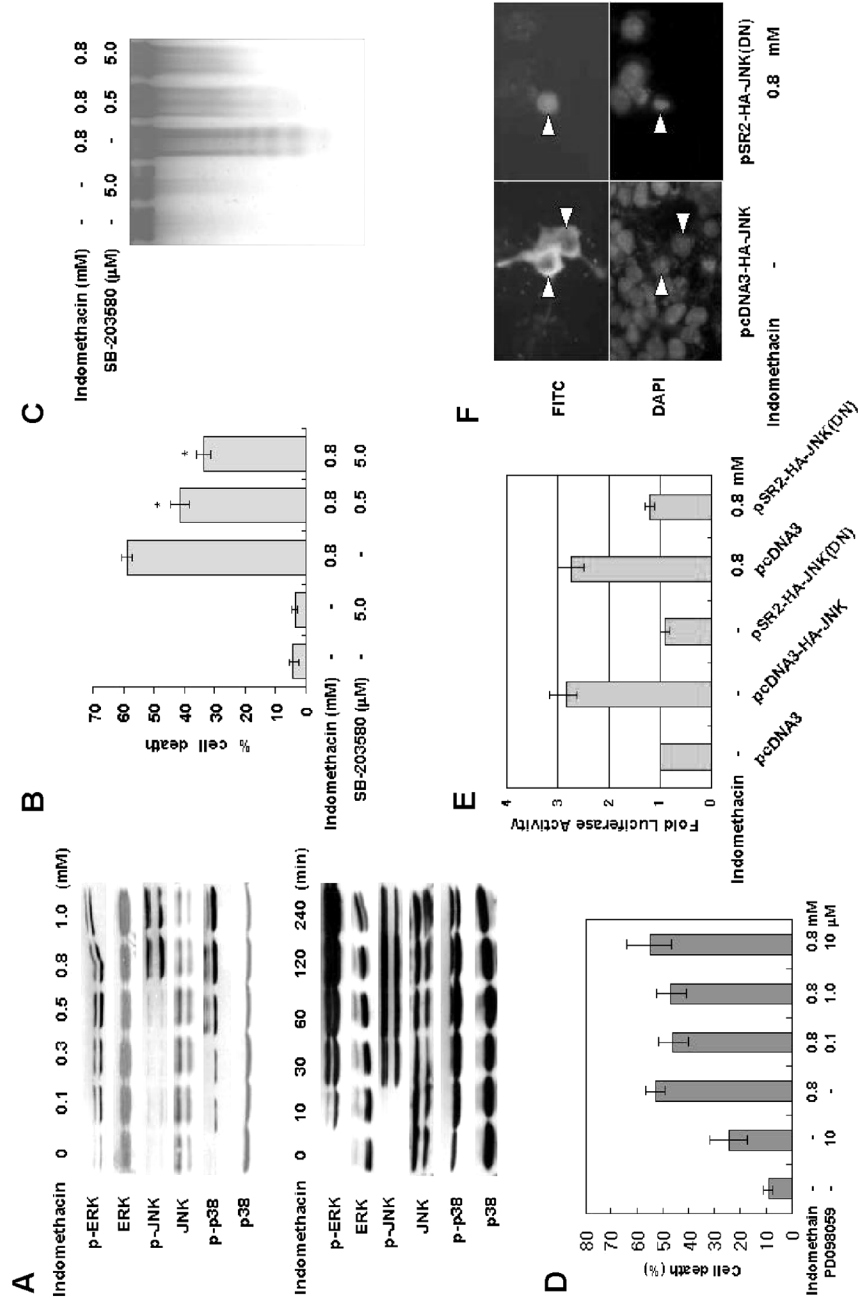 A
Indomethacin 0 0.1 0.3 0.5 0.8 1.0 (mM)
p-ERK
ERK
p-JNK
JNK
p-p38
p38
Indomethacin 0 10 30 60 120 240 (min)
p-ERK
ERK
p-JNK
JNK
p-p38
p38
B
% cell death
70
60
50
40
30
20
10
0
* *
Indomethacin (mM) - - 0.8 0.8 0.8
SB-203580 (μM) - 5.0 - 0.5 5.0
C
Indomethacin (mM) - - 0.8 0.8 0.8
SB-203580 (μM) - 5.0 - 0.5 5.0
D
Cell death (%)
80
70
60
50
40
30
20
10
0
Indomethain - - 0.8 0.8 0.8 0.8 mM
PD098059 - 10 - 0.1 1.0 10 μM
E
Fold Luciferase Activity
4
3
2
1
0
Indomethacin - - - 0.8 0.8 mM
pcDNA3
pcDNA3-HA-JNK
pSR2-HA-JNK(DN)
pcDNA3
pSR2-HA-JNK(DN)
F
FITC
DAPI
pcDNA3-HA-JNK pSR2-HA-JNK(DN)
Indomethacin - 0.8 mM